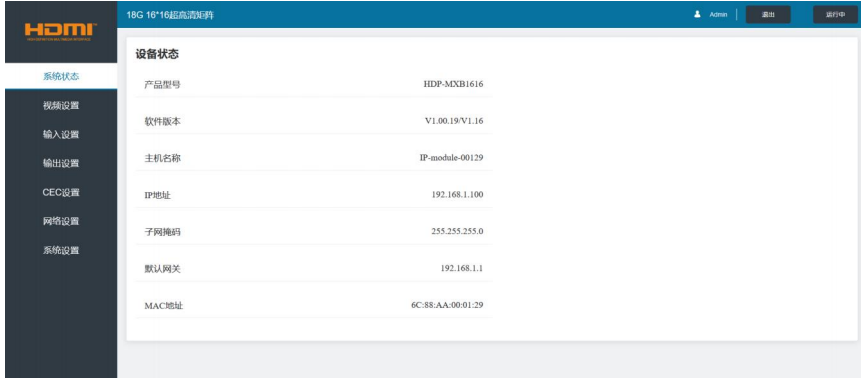 HDMI
18G 16*16超高清矩阵
Admin
退出
运行中
系统状态
视频设置
输入设置
输出设置
CEC设置
网络设置
系统设置
设备状态
产品型号 HDP-MXB1616
软件版本 V1.00.19/V1.16
主机名称 IP-module-00129
IP地址 192.168.1.100
子网掩码 255.255.255.0
默认网关 192.168.1.1
MAC地址 6C:88:AA:00:01:29